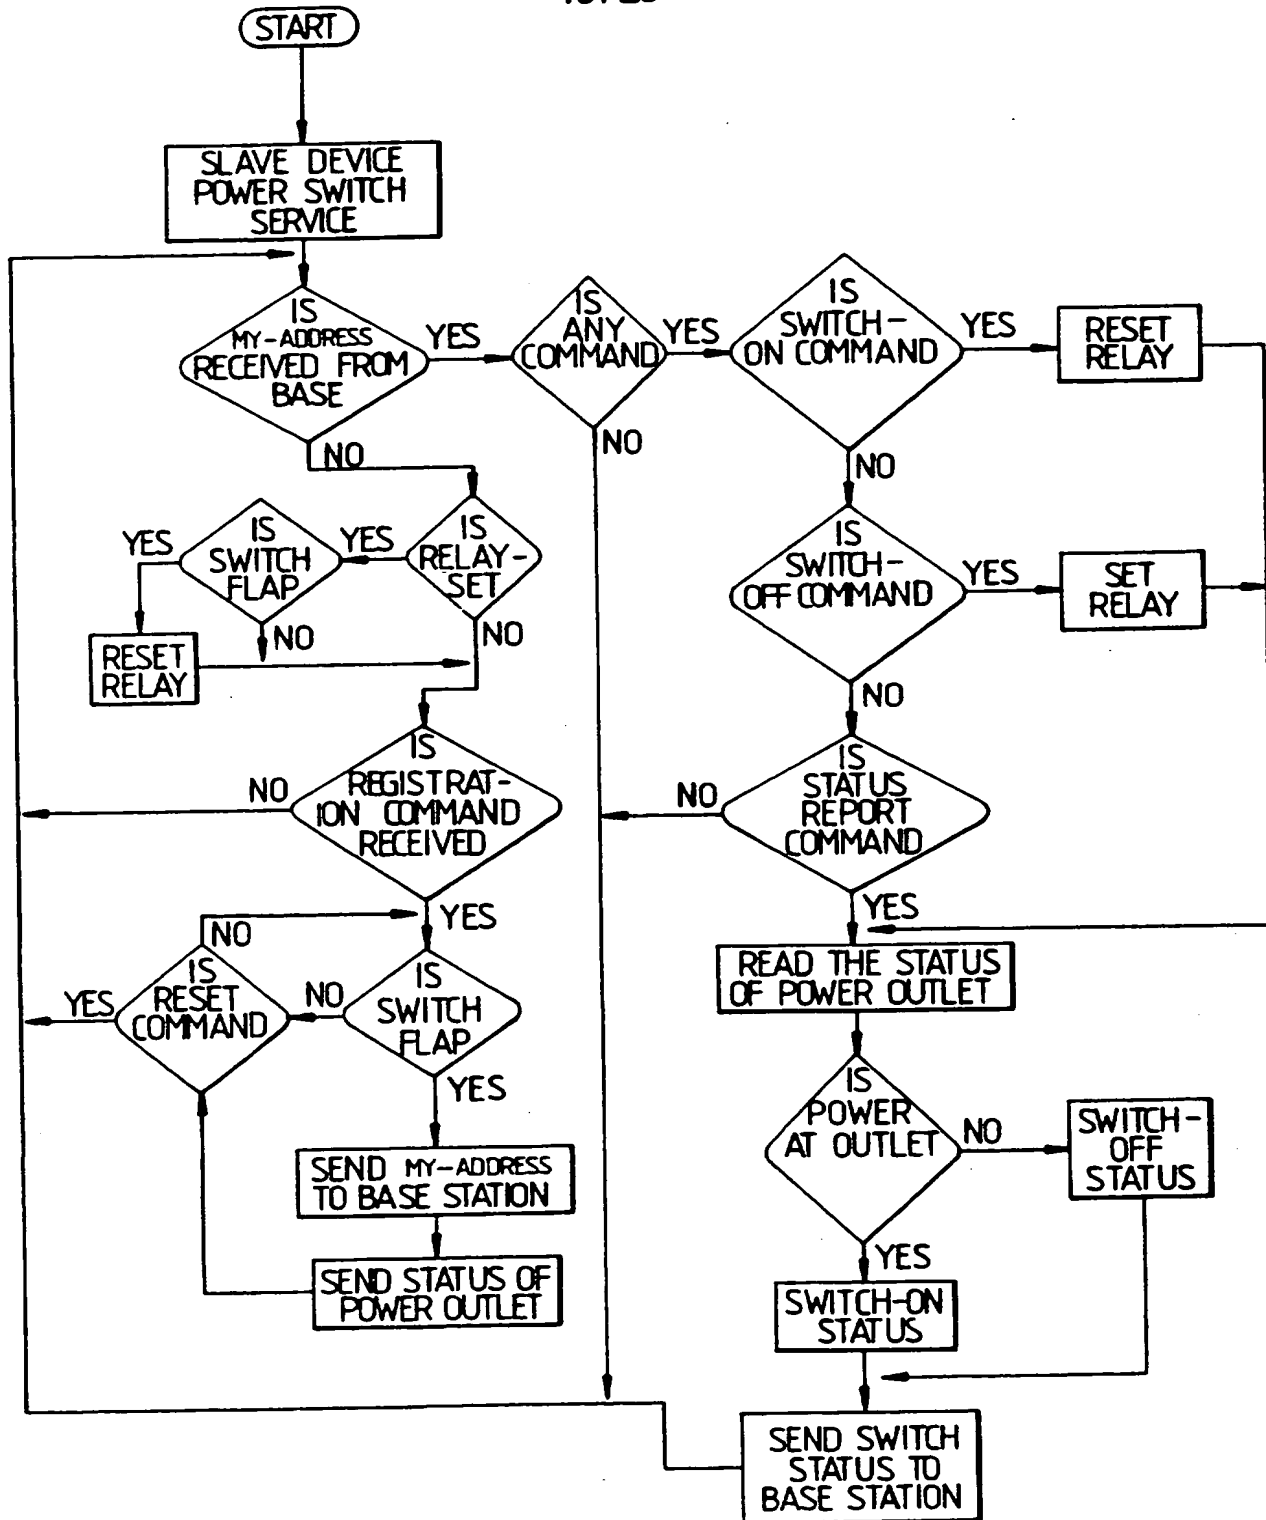 START
SLAVE DEVICE
POWER SWITCH
SERVICE
IS
MY-ADDRESS
RECEIVED FROM
BASE
YES
IS
ANY
COMMAND
YES
IS
SWITCH-
ON COMMAND
YES
RESET
RELAY
NO
NO
NO
IS
RELAY-
SET
YES
IS
SWITCH
FLAP
YES
NO
NO
RESET
RELAY
IS
SWITCH-
OFF COMMAND
YES
SET
RELAY
NO
IS
REGISTRAT-
ION COMMAND
RECEIVED
NO
YES
IS
STATUS
REPORT
COMMAND
NO
YES
IS
SWITCH
FLAP
NO
IS
RESET
COMMAND
NO
YES
YES
SEND MY-ADDRESS
TO BASE STATION
SEND STATUS OF
POWER OUTLET
READ THE STATUS
OF POWER OUTLET
IS
POWER
AT OUTLET
NO
SWITCH-
OFF
STATUS
YES
SWITCH-ON
STATUS
SEND SWITCH
STATUS TO
BASE STATION